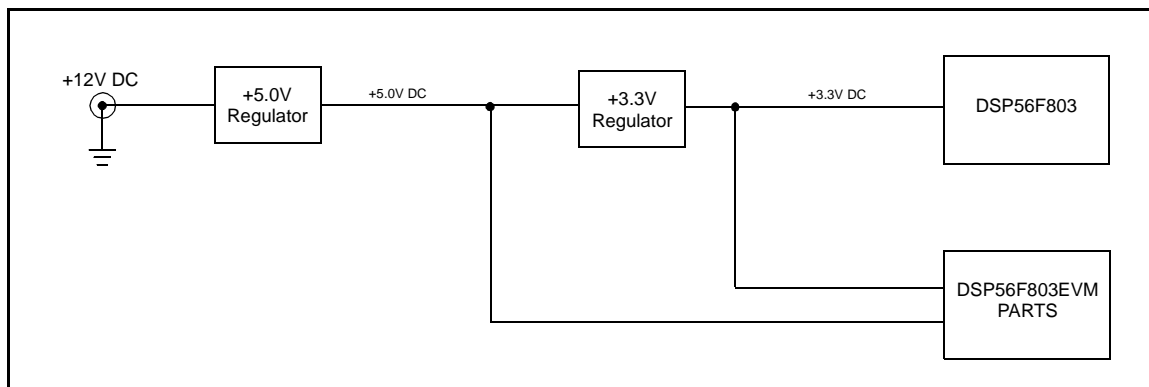 +12V DC
+5.0V
Regulator
+5.0V DC
+3.3V
Regulator
+3.3V DC
DSP56F803
DSP56F803EVM
PARTS